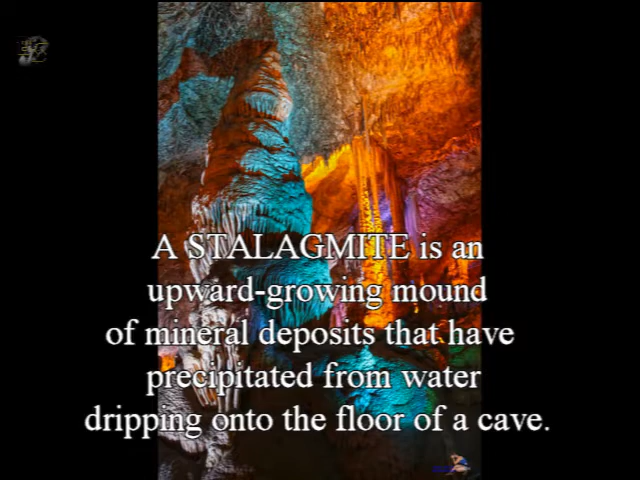 A STALAGMITE is an
upward-growing mound
of mineral deposits that have
precipitated from water
dripping onto the floor of a cave.